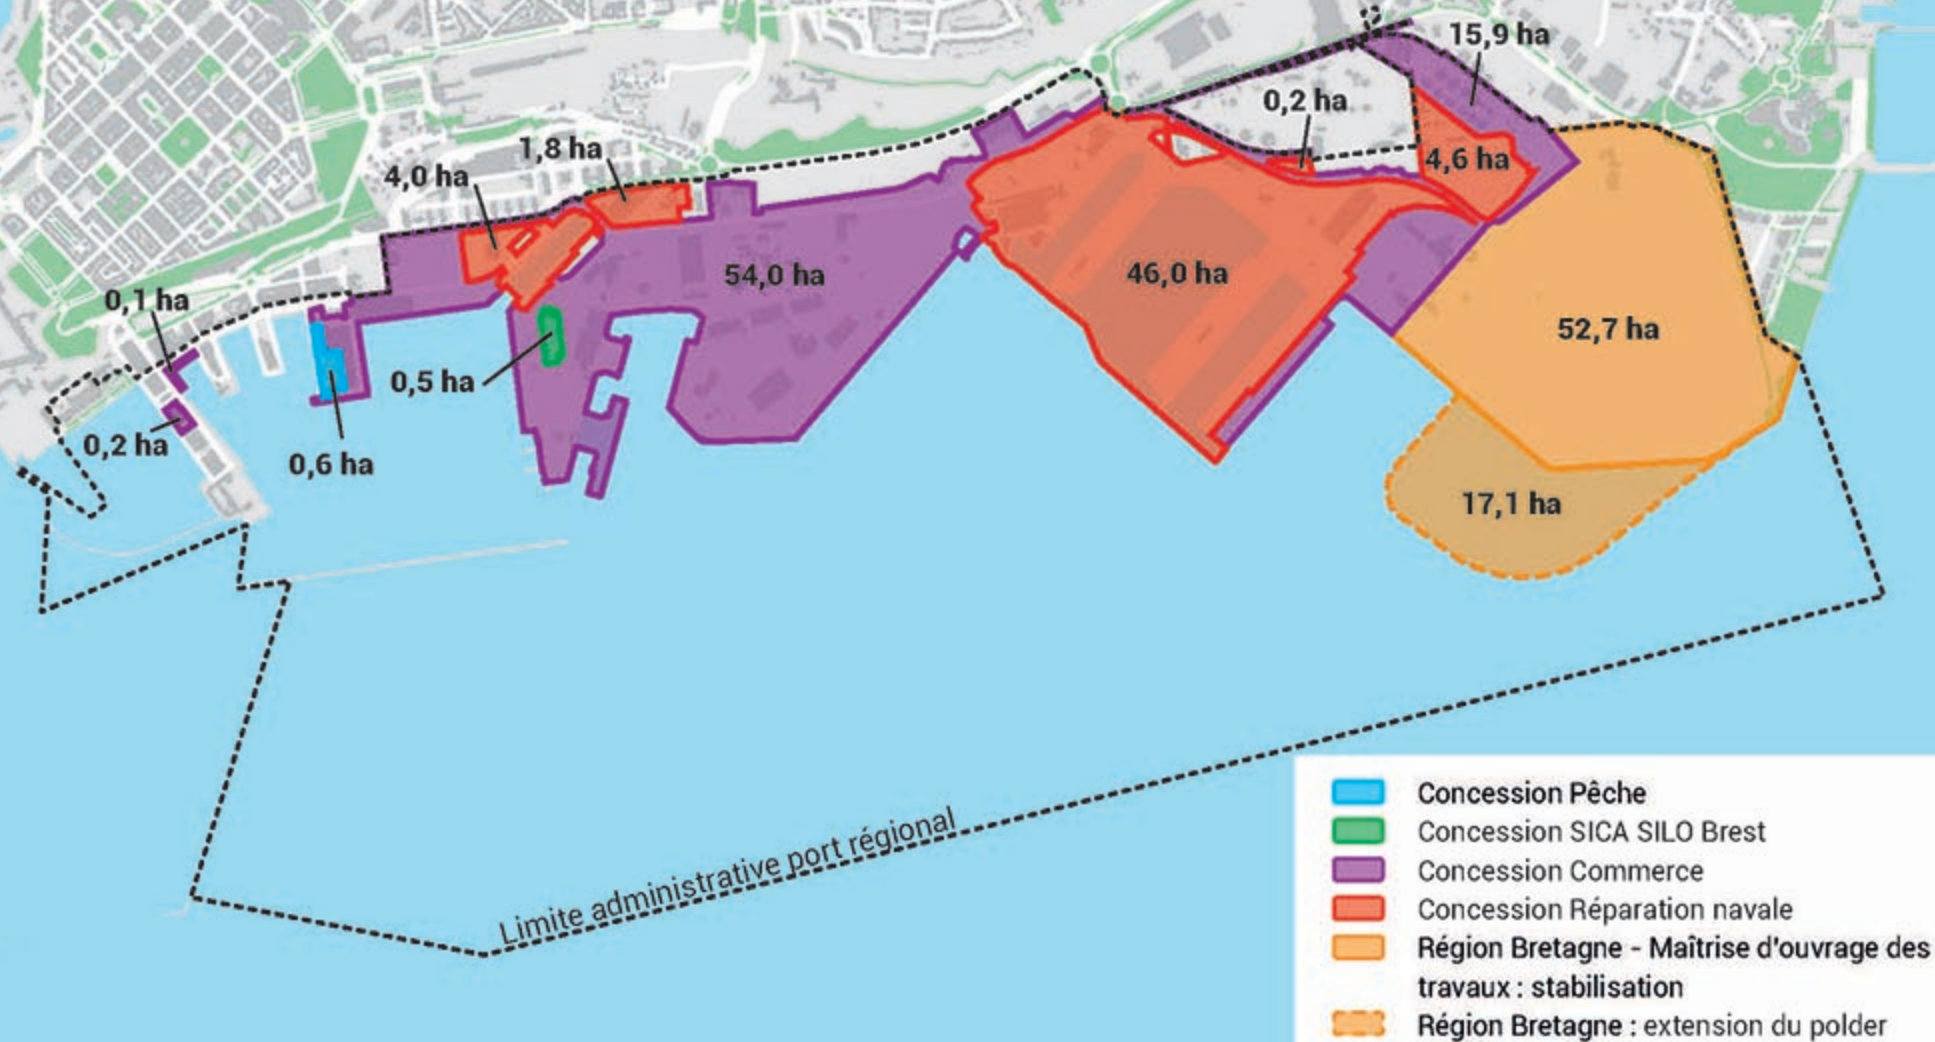 15,9 ha
0,2 ha
1,8 ha
4,6 ha
4,0 ha
54,0 ha
46,0 ha
0,1 ha
52,7 ha
0,5 ha
0,2 ha
0,6 ha
17,1 ha
Limite administrative port régional
Concession Pêche
Concession SICA SILO Brest
Concession Commerce
Concession Réparation navale
Région Bretagne - Maîtrise d'ouvrage des
travaux : stabilisation
Région Bretagne : extension du polder